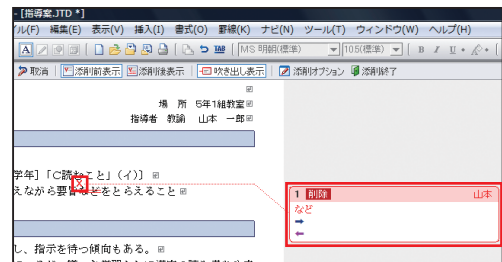 - [指導案.JTD *]
ル(F) 編集(E) 表示(V) 挿入(I) 書式(O) 罫線(K) ナビ(N) ツール(T) ウィンドウ(W) ヘルプ(H)
A MS明朝(標準) 105(標準) B I U
取消 添削前表示 添削後表示 吹き出し表示 添削オプション 添削終了
場 所 5年1組教室
指導者 教諭 山本 一郎
学年]「C読むこと」(イ)]
えながら要旨などをとらえること
1 削除 山本
など
し、指示を待つ傾向もある。